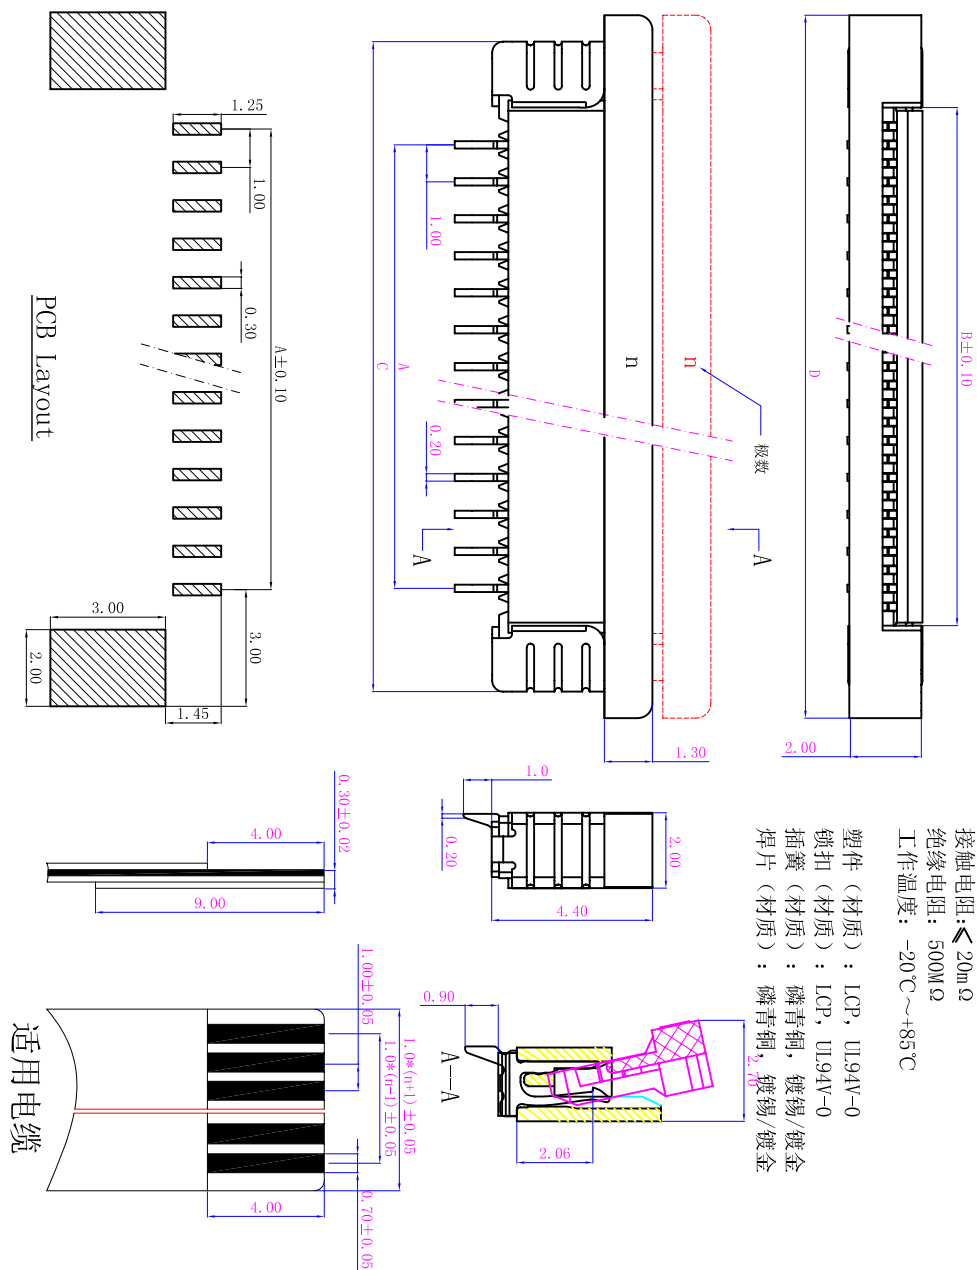 接触电阻:≤20mΩ
绝缘电阻: 500MΩ
工作温度: -20℃~+85℃
塑件 (材质): LCP, UL94V-0
锁扣 (材质): LCP, UL94V-0
插簧 (材质): 磷青铜, 镀锡/镀金
焊片 (材质): 磷青铜, 镀锡/镀金
B±0.10
D
2.00
n
n
极数
A
A
1.00
A
C
0.20
1.30
1.25
1.00
0.30
A±0.10
3.00
3.00
2.00
1.45
PCB Layout
1.0
0.20
2.00
4.40
0.30±0.02
4.00
9.00
0.90
2.70
2.06
A—A
1.00±0.05
1.0*(n+1)±0.05
1.0*(n-1)±0.05
0.70±0.05
4.00
适用电缆